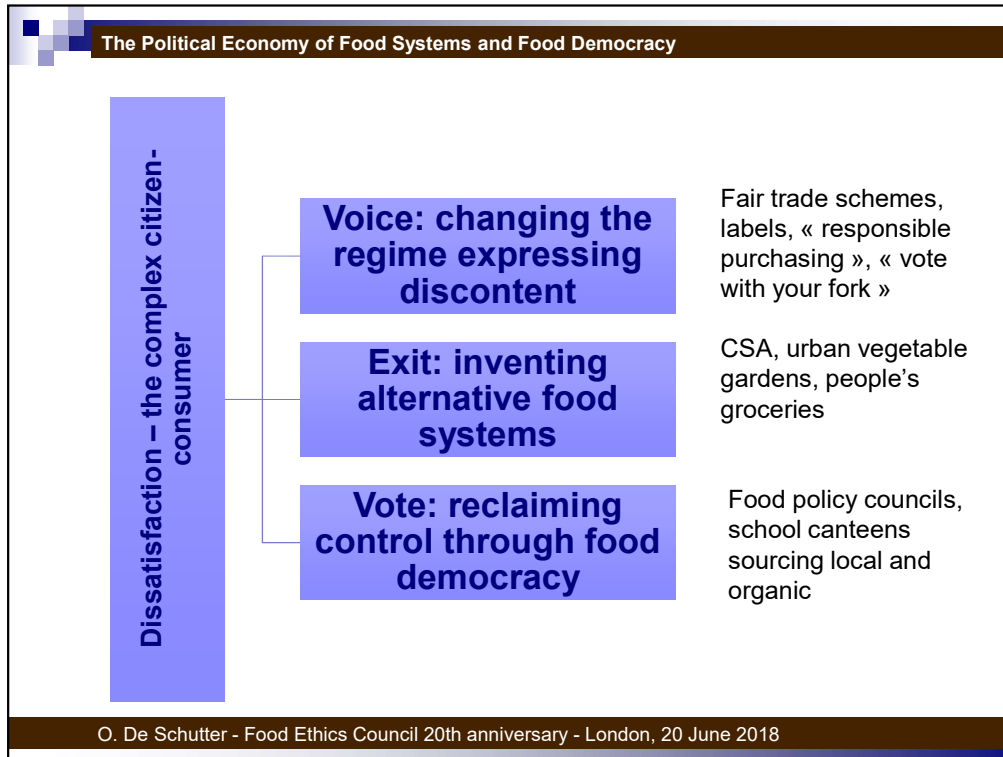 The Political Economy of Food Systems and Food Democracy
Dissatisfaction – the complex citizen-
consumer
Voice: changing the
regime expressing
discontent
Fair trade schemes,
labels, « responsible
purchasing », « vote
with your fork »
Exit: inventing
alternative food
systems
CSA, urban vegetable
gardens, people’s
groceries
Vote: reclaiming
control through food
democracy
Food policy councils,
school canteens
sourcing local and
organic
O. De Schutter - Food Ethics Council 20th anniversary - London, 20 June 2018